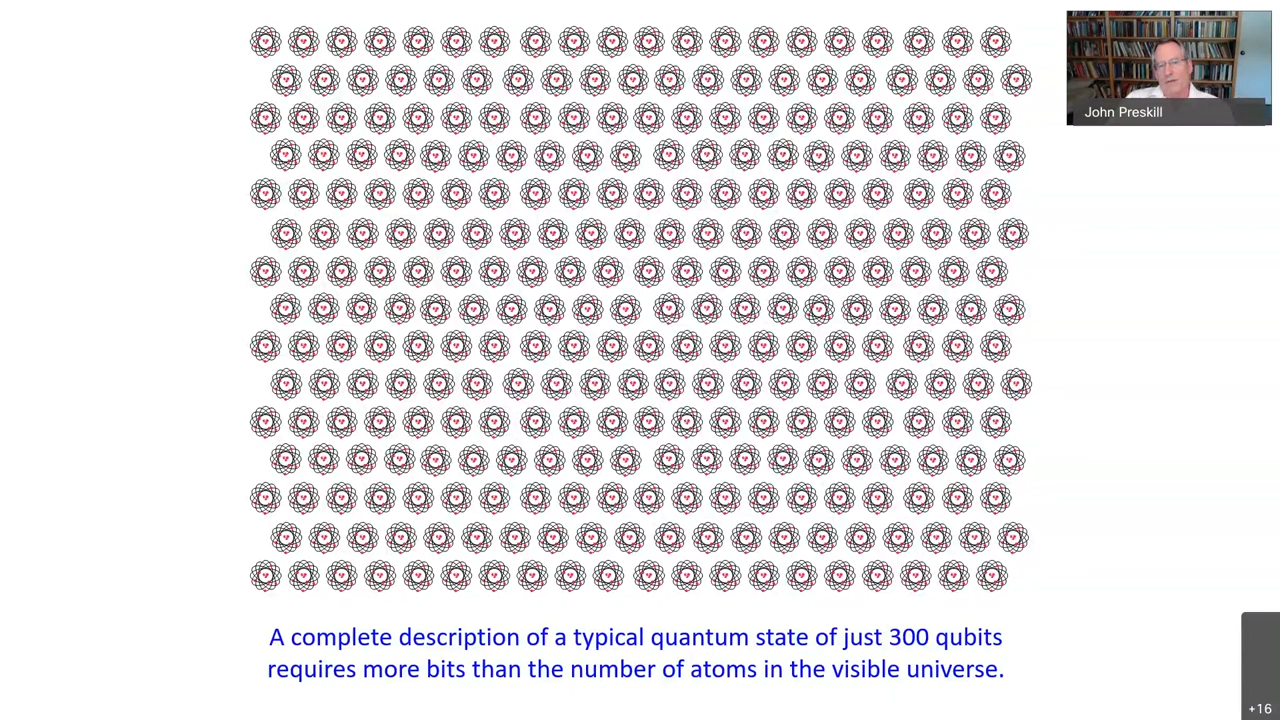 John Preskill
A complete description of a typical quantum state of just 300 qubits
requires more bits than the number of atoms in the visible universe.
+16